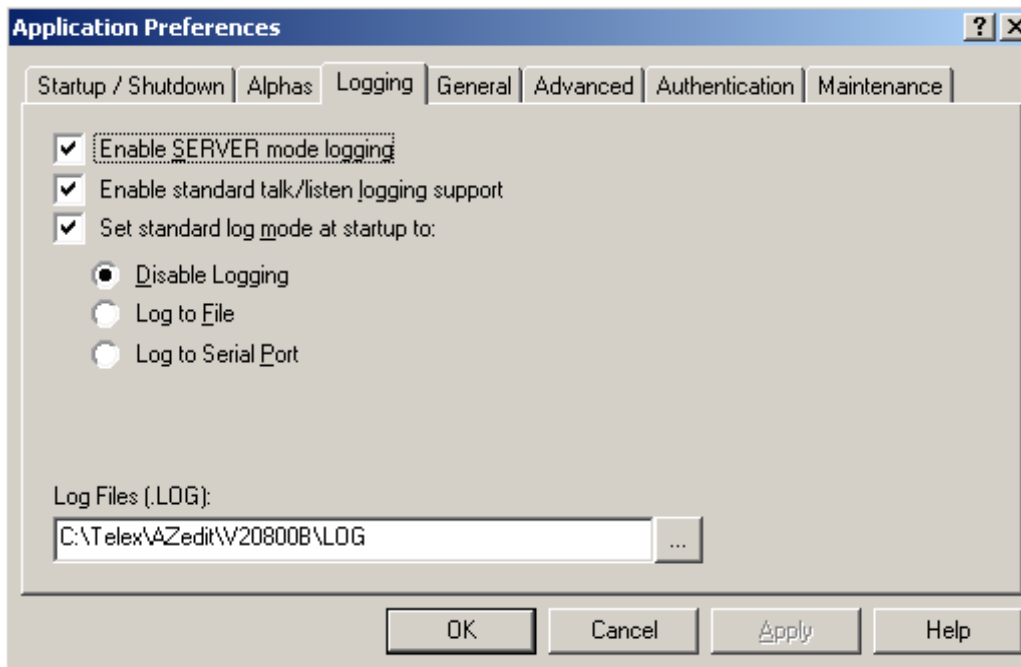 Application Preferences
Startup / Shutdown Alphas Logging General Advanced Authentication Maintenance
Enable SERVER mode logging
Enable standard talk/listen logging support
Set standard log mode at startup to:
Disable Logging
Log to File
Log to Serial Port
Log Files (.LOG):
C:\Telex\AZedit\V20800B\LOG
...
OK Cancel Apply Help